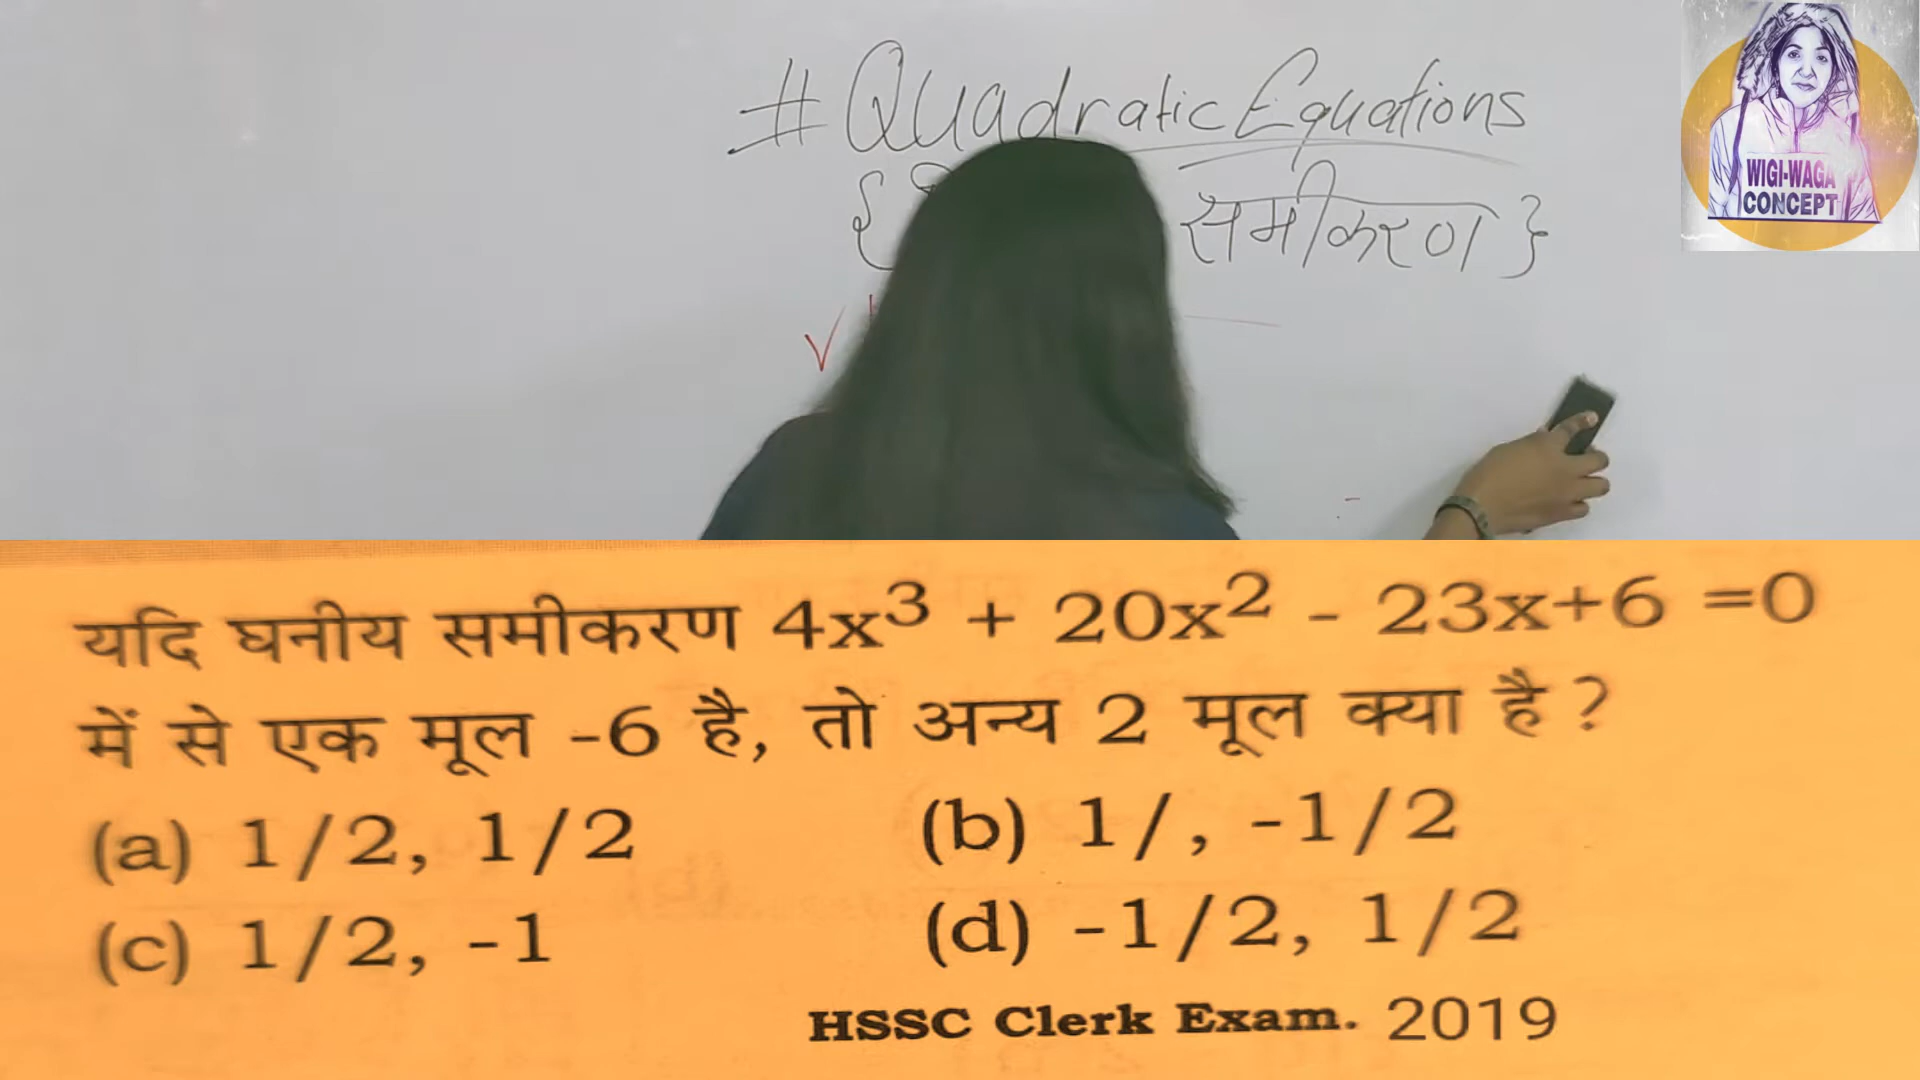 # Quadratic Equations
{ समीकरण }
WIGI-WAGA
CONCEPT
यदि घनीय समीकरण 4x³ + 20x² - 23x+6 =0
में से एक मूल -6 है, तो अन्य 2 मूल क्या है ?
(a) 1/2, 1/2 (b) 1/, -1/2
(c) 1/2, -1 (d) -1/2, 1/2
HSSC Clerk Exam. 2019